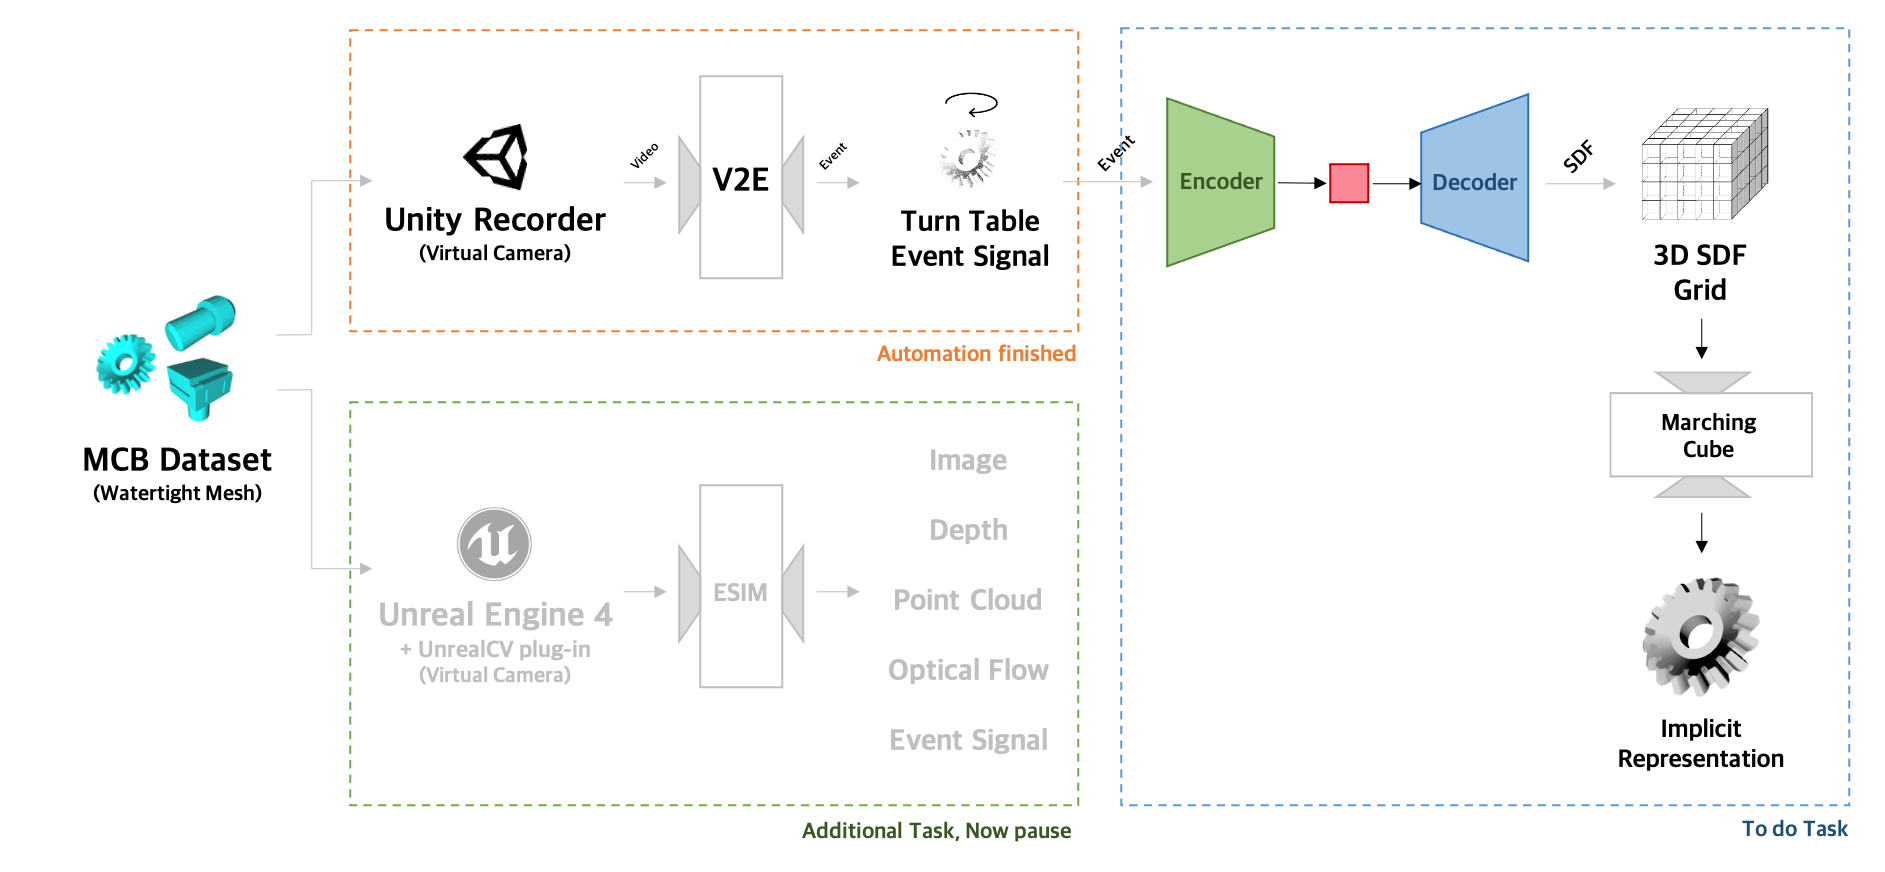 MCB Dataset
(Watertight Mesh)
Unity Recorder
(Virtual Camera)
Video
V2E
Event
Turn Table
Event Signal
Automation finished
Unreal Engine 4
+ UnrealCV plug-in
(Virtual Camera)
ESIM
Image
Depth
Point Cloud
Optical Flow
Event Signal
Additional Task, Now pause
Event
Encoder
Decoder
SDF
3D SDF
Grid
Marching
Cube
Implicit
Representation
To do Task